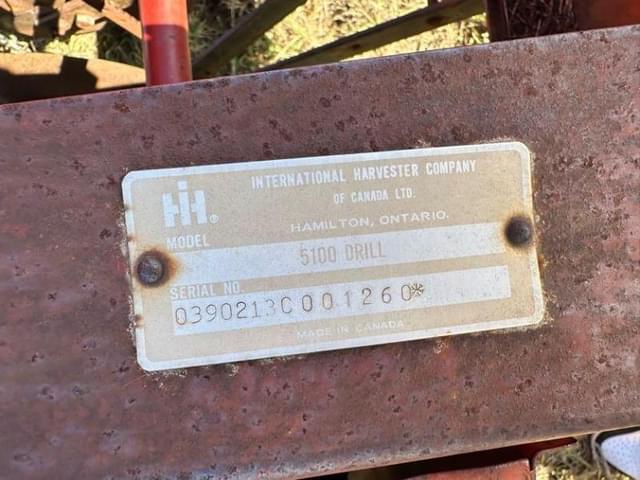 INTERNATIONAL HARVESTER COMPANY
OF CANADA LTD.
IH®
HAMILTON, ONTARIO.
MODEL
5100 DRILL
SERIAL NO.
0390213C001260*
MADE IN CANADA